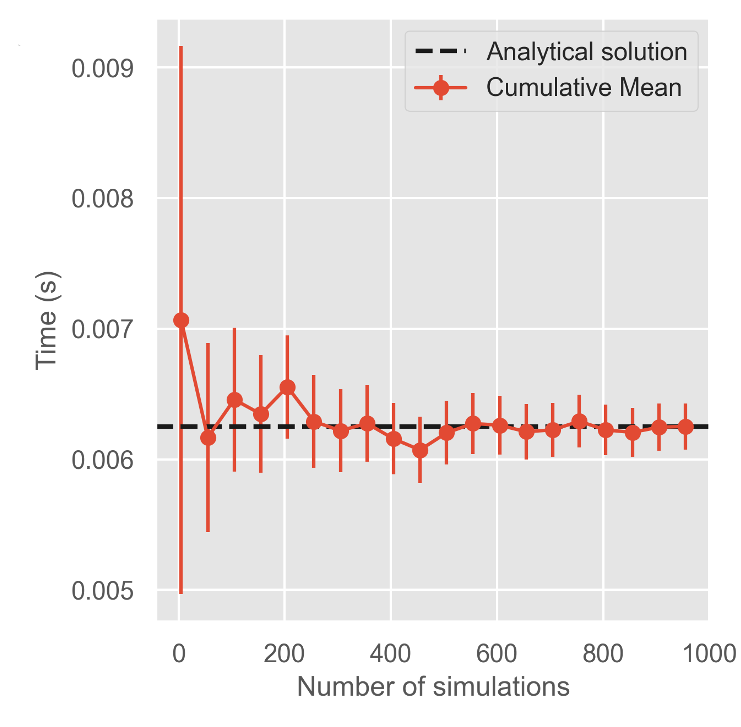 Analytical solution
Cumulative Mean
0.009
0.008
0.007
0.006
0.005
Time (s)
0 200 400 600 800 1000
Number of simulations